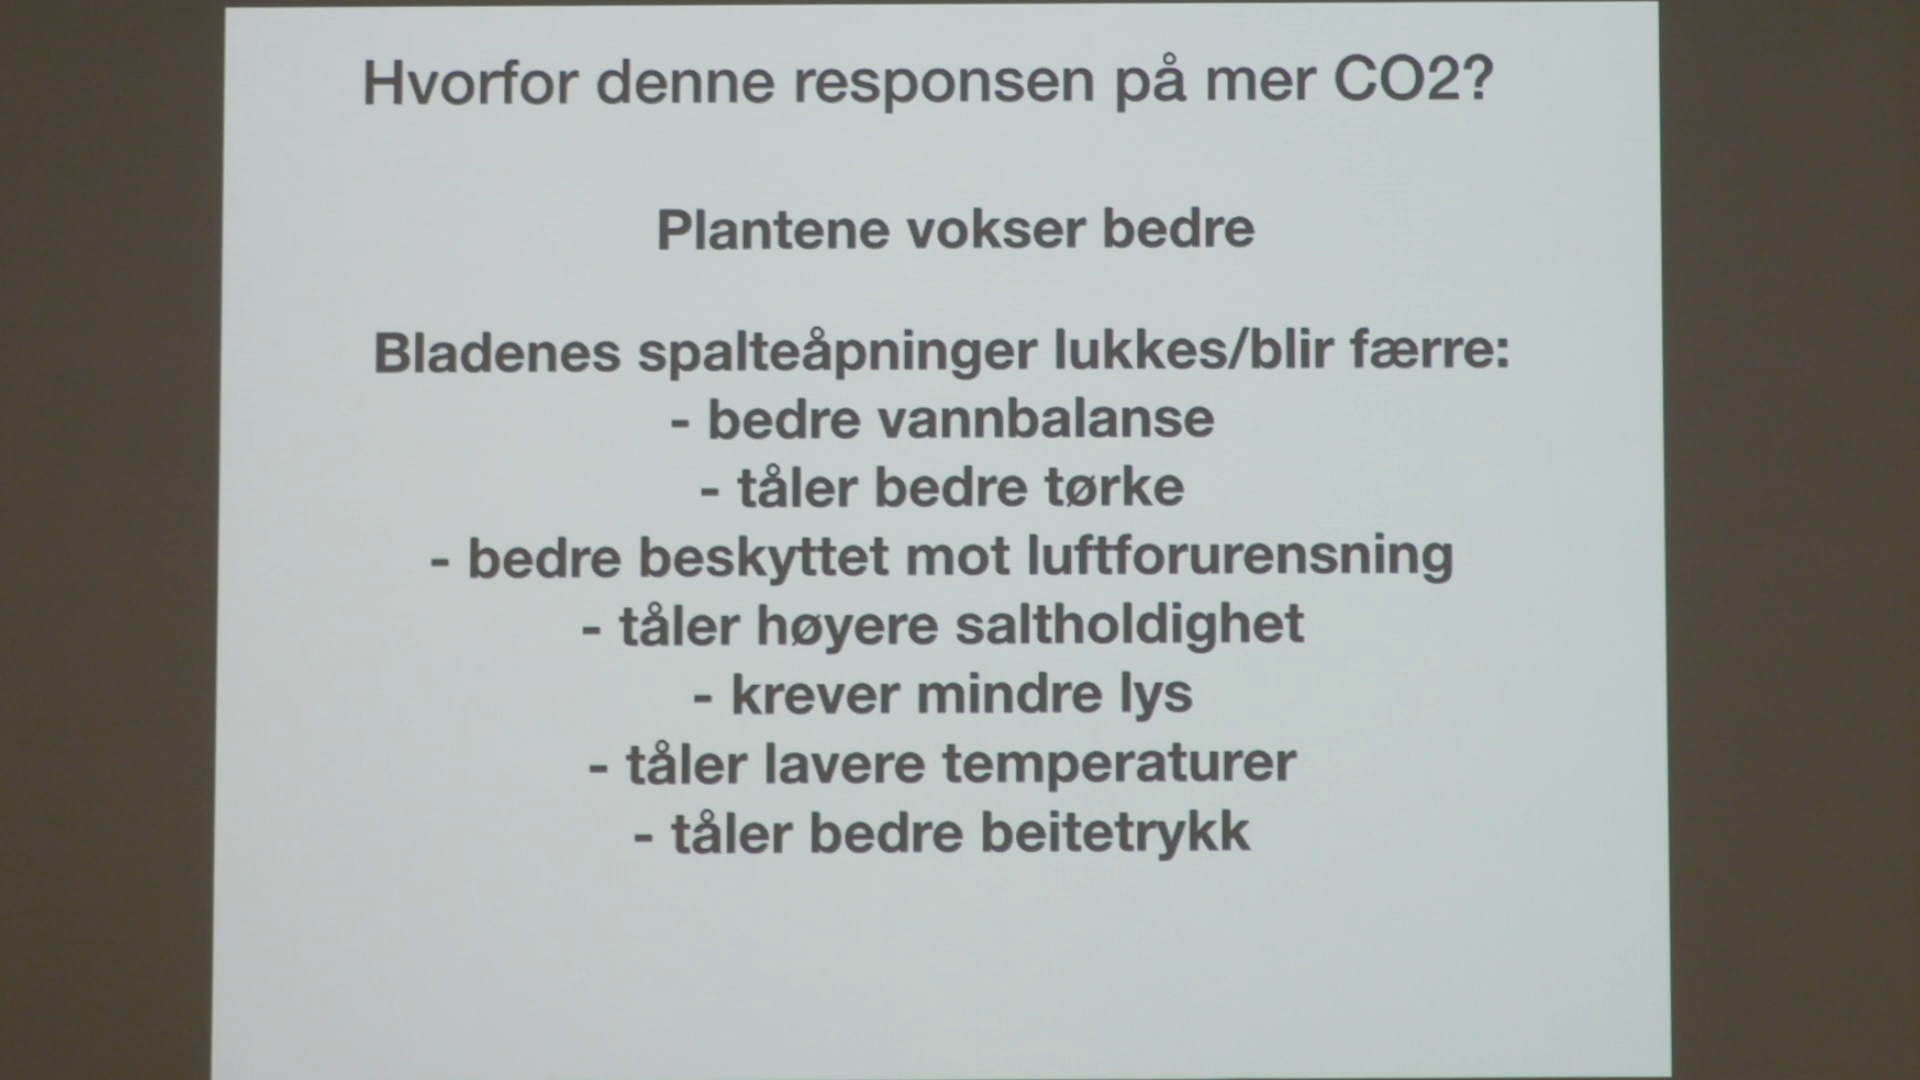 Hvorfor denne responsen på mer CO2?
Plantene vokser bedre
Bladenes spalteåpninger lukkes/blir færre:
- bedre vannbalanse
- tåler bedre tørke
- bedre beskyttet mot luftforurensning
- tåler høyere saltholdighet
- krever mindre lys
- tåler lavere temperaturer
- tåler bedre beitetrykk